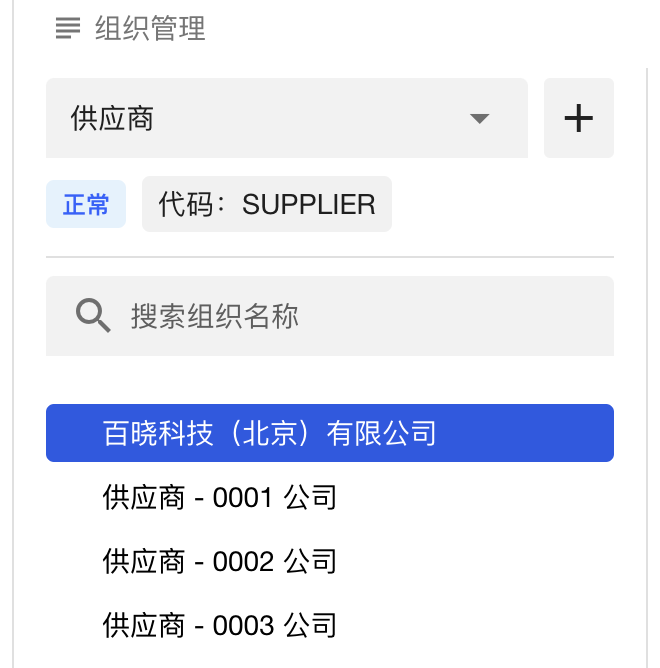 组织管理
供应商
正常 代码：SUPPLIER
搜索组织名称
百晓科技（北京）有限公司
供应商 - 0001 公司
供应商 - 0002 公司
供应商 - 0003 公司